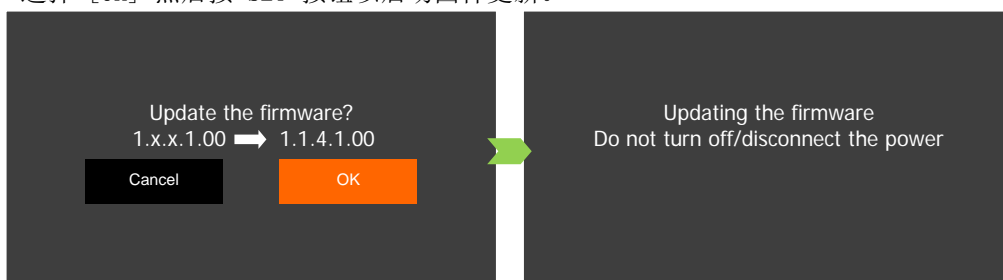 Update the firmware?
1.x.x.1.00 → 1.1.4.1.00
Cancel
OK
Updating the firmware
Do not turn off/disconnect the power